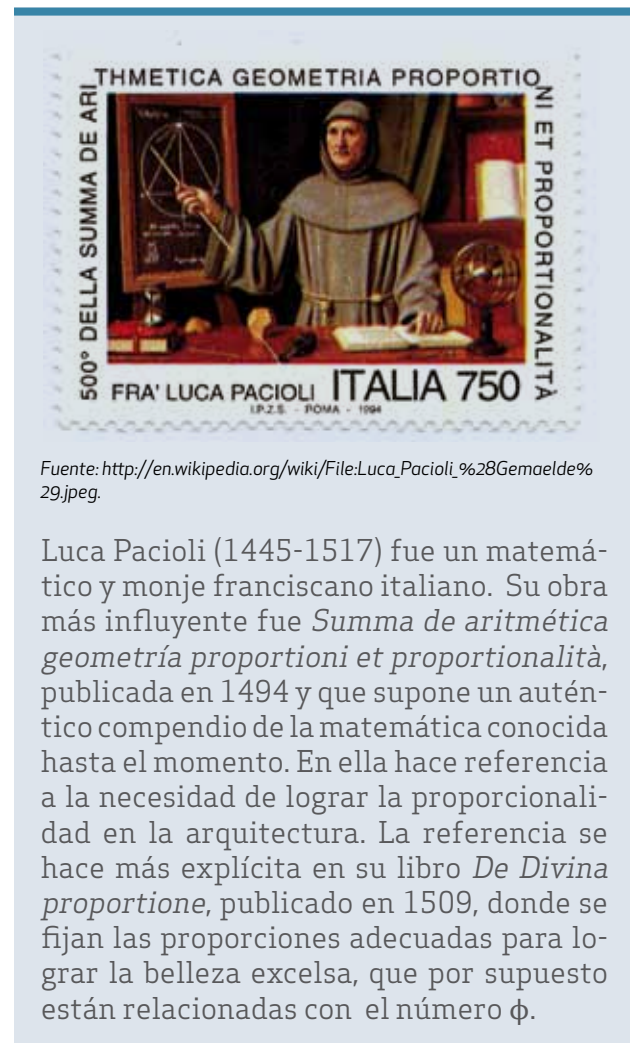 500° DELLA SUMMA DE ARI
THMETICA GEOMETRIA PROPORTIO
NI ET PROPORTIONALITÀ
FRA' LUCA PACIOLI ITALIA 750
I.P.Z.S. - ROMA - 1994
Fuente: http://en.wikipedia.org/wiki/File:Luca_Pacioli_%28Gemaelde%
29.jpeg.
Luca Pacioli (1445-1517) fue un matemá-
tico y monje franciscano italiano. Su obra
más influyente fue Summa de aritmética
geometría proportioni et proportionalità,
publicada en 1494 y que supone un autén-
tico compendio de la matemática conocida
hasta el momento. En ella hace referencia
a la necesidad de lograr la proporcionali-
dad en la arquitectura. La referencia se
hace más explícita en su libro De Divina
proportione, publicado en 1509, donde se
fijan las proporciones adecuadas para lo-
grar la belleza excelsa, que por supuesto
están relacionadas con el número ϕ.